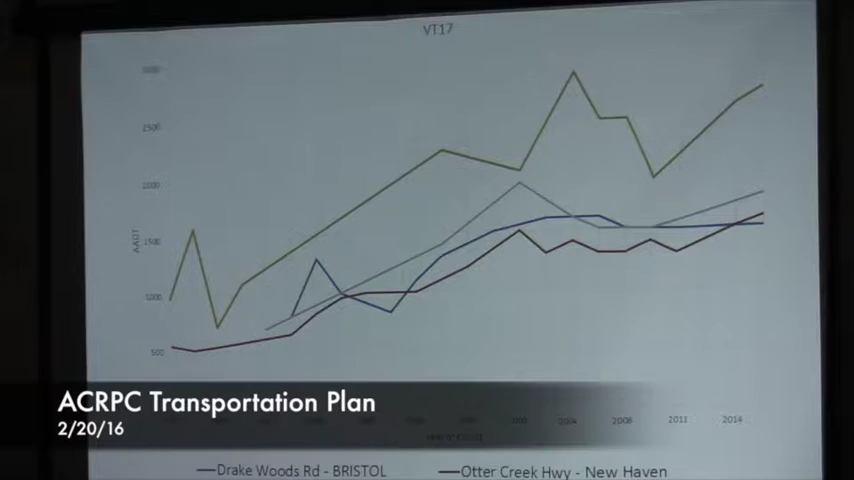 VT17
3000
2500
2000
AADT
1500
1000
500
ACRPC Transportation Plan
2/20/16
2004 2008 2011 2014
Drake Woods Rd - BRISTOL Otter Creek Hwy - New Haven